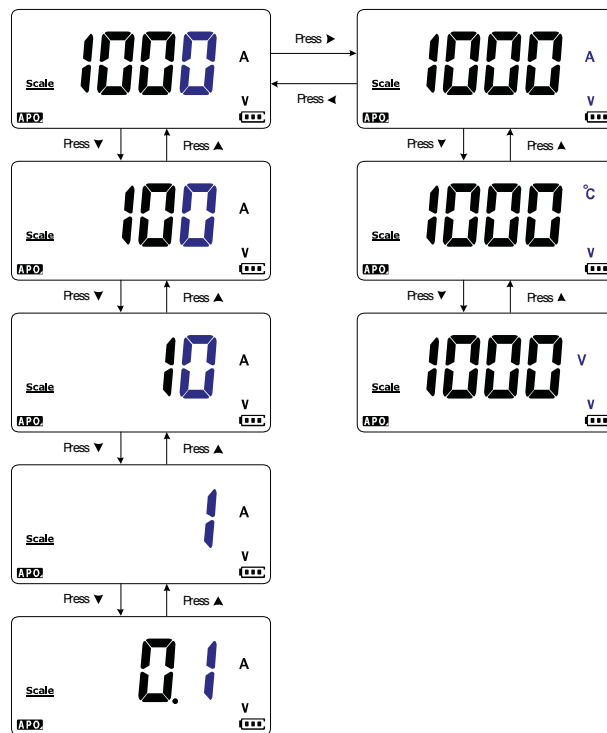 1000 A Press ► 1000 A
Scale Press ◄ Scale
V V
APO APO
Press ▼ Press ▲ Press ▼ Press ▲
100 A 1000 °C
Scale Scale
V V
APO APO
Press ▼ Press ▲ Press ▼ Press ▲
10 A 1000 V
Scale Scale
V V
APO APO
Press ▼ Press ▲
1 A
Scale
V
APO
Press ▼ Press ▲
0.1 A
Scale
V
APO